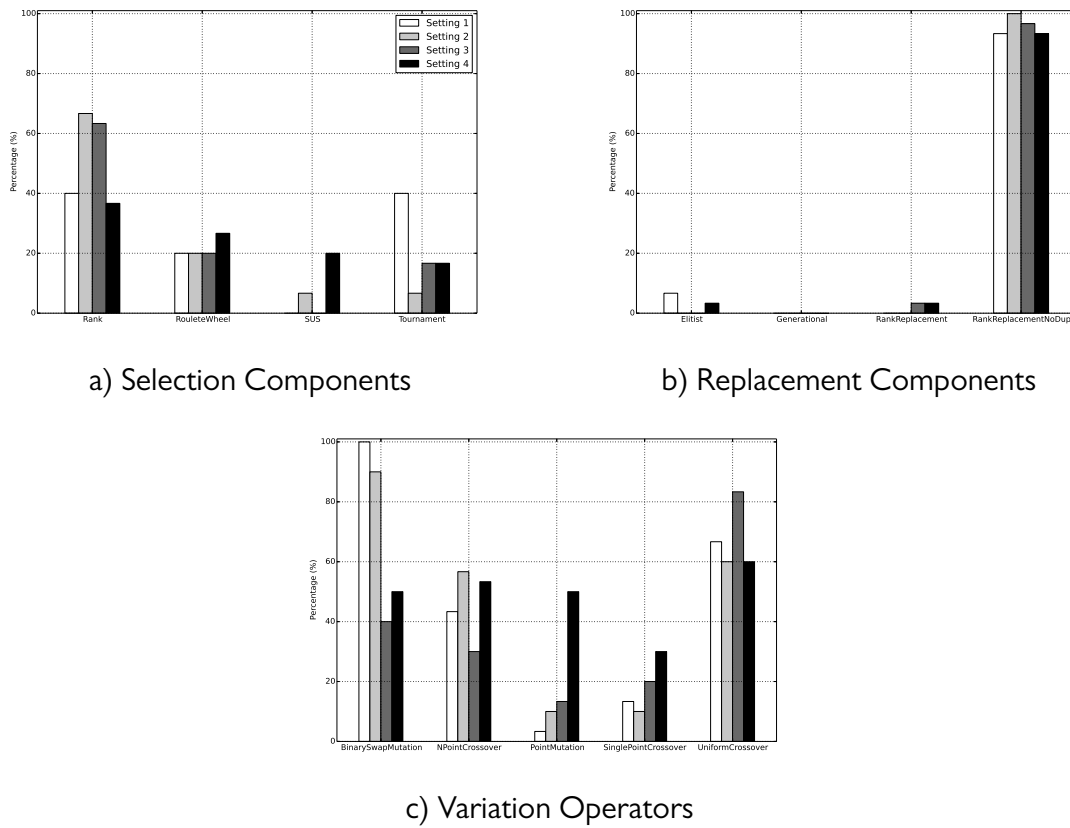 100
80
60
40
20
0
Percentage (%)
Setting 1
Setting 2
Setting 3
Setting 4
Rank
RouleteWheel
SUS
Tournament
a) Selection Components
100
80
60
40
20
0
Percentage (%)
Elitist
Generational
RankReplacement
RankReplacementNoDup
b) Replacement Components
100
80
60
40
20
0
Percentage (%)
BinarySwapMutation
NPointCrossover
PointMutation
SinglePointCrossover
UniformCrossover
c) Variation Operators